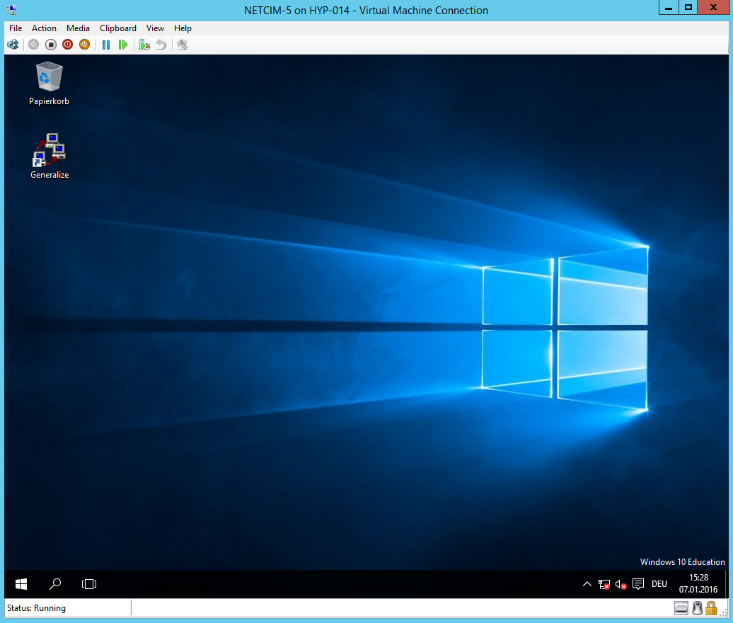 NETCIM-5 on HYP-014 - Virtual Machine Connection
File Action Media Clipboard View Help
Papierkorb
Generalize
Windows 10 Education
DEU
15:28
07.01.2016
Status: Running